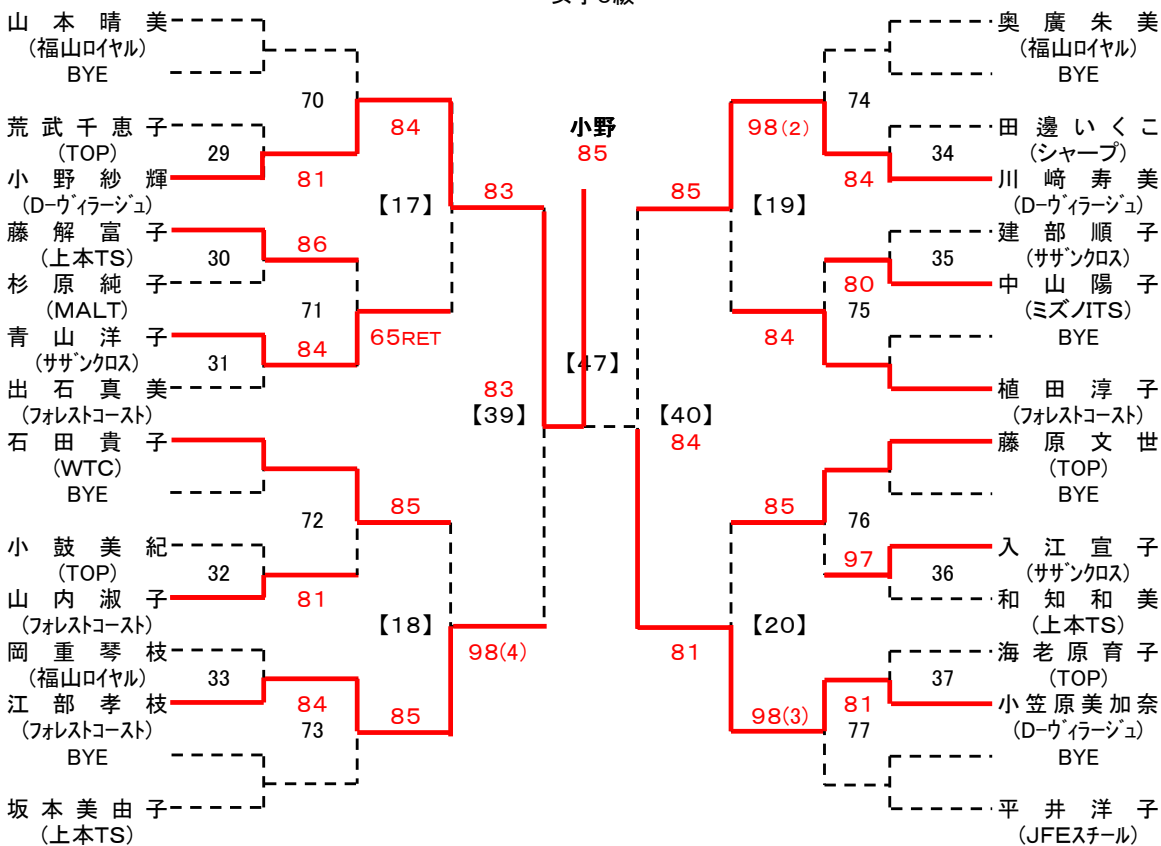 山本晴美
(福山ロイヤル)
BYE
70
荒武千恵子
(TOP)
29
84
小野紗輝
(D-ヴィラージュ)
81
83
【17】
藤解富子
(上本TS)
30
86
杉原純子
(MALT)
71
青山洋子
(サザンクロス)
31
84
65RET
出石真美
(フォレストコースト)
83
【39】
石田貴子
(WTC)
BYE
72
85
小鼓美紀
(TOP)
32
山内淑子
(フォレストコースト)
81
【18】
98(4)
岡重琴枝
(福山ロイヤル)
33
江部孝枝
(フォレストコースト)
84
73
85
BYE
坂本美由子
(上本TS)
小野
85
【47】
奥廣朱美
(福山ロイヤル)
BYE
74
98(2)
田邊いくこ
(シャープ)
34
川﨑寿美
(D-ヴィラージュ)
84
85
【19】
建部順子
(サザンクロス)
35
中山陽子
(ミズノITS)
80
75
BYE
84
植田淳子
(フォレストコースト)
【40】
84
藤原文世
(TOP)
BYE
85
76
入江宣子
(サザンクロス)
97
36
和知和美
(上本TS)
【20】
81
海老原育子
(TOP)
37
小笠原美加奈
(D-ヴィラージュ)
81
98(3)
77
BYE
平井洋子
(JFEスチール)